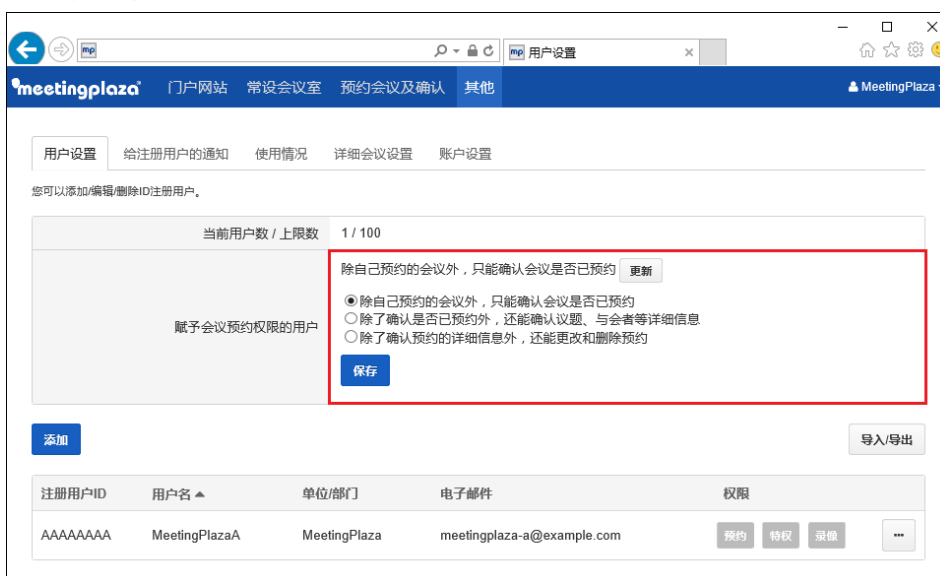 mp
mp 用户设置
meetingplaza 门户网站 常设会议室 预约会议及确认 其他 MeetingPlaza
用户设置 给注册用户的通知 使用情况 详细会议设置 账户设置
您可以添加/编辑/删除ID注册用户。
当前用户数 / 上限数 1 / 100
除自己预约的会议外，只能确认会议是否已预约 更新
赋予会议预约权限的用户
除自己预约的会议外，只能确认会议是否已预约
除了确认是否已预约外，还能确认议题、与会者等详细信息
除了确认预约的详细信息外，还能更改和删除预约
保存
添加 导入/导出
注册用户ID 用户名 单位/部门 电子邮件 权限
AAAAAAAA MeetingPlazaA MeetingPlaza meetingplaza-a@example.com 预约 特权 录像